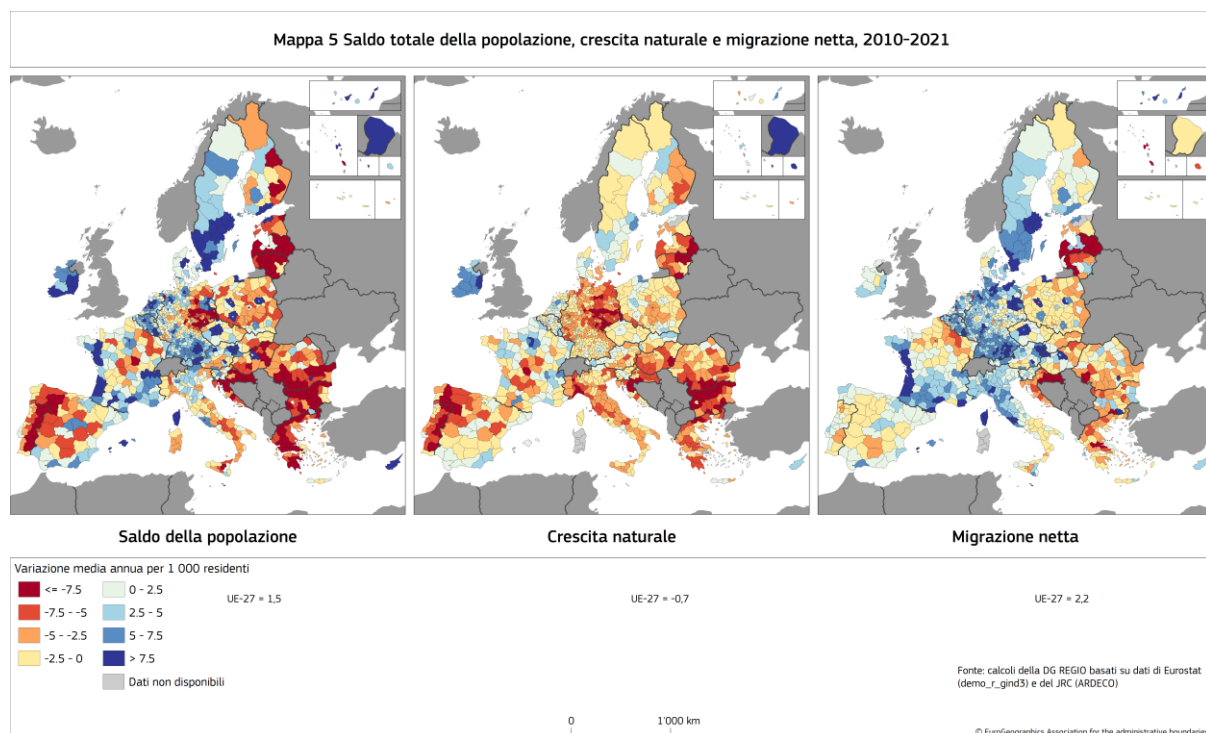 Mappa 5 Saldo totale della popolazione, crescita naturale e migrazione netta, 2010-2021
Saldo della popolazione
Crescita naturale
Migrazione netta
Variazione media annua per 1 000 residenti
<= -7.5
0 - 2.5
-7.5 - -5
2.5 - 5
-5 - -2.5
5 - 7.5
-2.5 - 0
> 7.5
Dati non disponibili
UE-27 = 1,5
UE-27 = -0,7
UE-27 = 2,2
Fonte: calcoli della DG REGIO basati su dati di Eurostat
(demo_r_gind3) e del JRC (ARDECO)
0
1'000 km
© EuroGeographics Association for the administrative boundaries